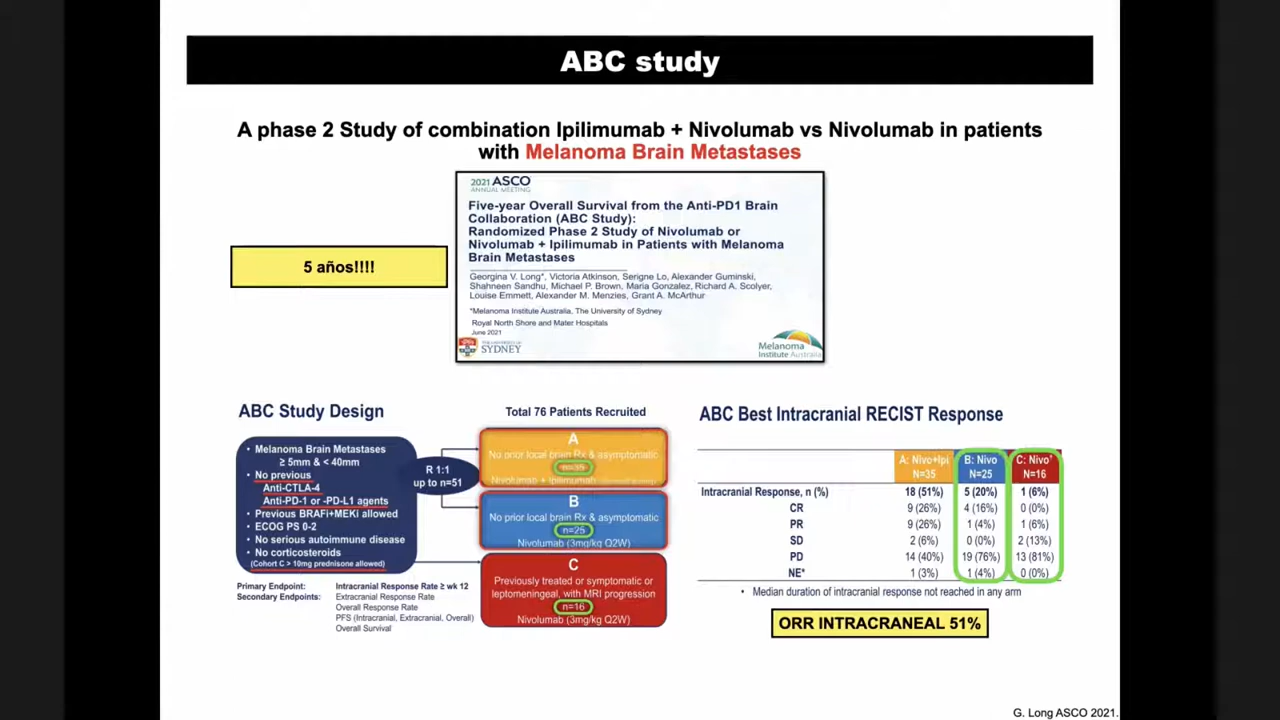 ABC study
A phase 2 Study of combination Ipilimumab + Nivolumab vs Nivolumab in patients
with Melanoma Brain Metastases
2021 ASCO
ANNUAL MEETING
Five-year Overall Survival from the Anti-PD1 Brain
Collaboration (ABC Study):
Randomized Phase 2 Study of Nivolumab or
Nivolumab + Ipilimumab in Patients with Melanoma
Brain Metastases
Georgina V. Long*, Victoria Atkinson, Serigne Lo, Alexander Guminski,
Shahneen Sandhu, Michael P. Brown, Maria Gonzalez, Richard A. Scolyer,
Louise Emmett, Alexander M. Menzies, Grant A. McArthur
*Melanoma Institute Australia, The University of Sydney
Royal North Shore and Mater Hospitals
June 2021
THE UNIVERSITY OF
SYDNEY
Melanoma
Institute Australia
5 años!!!!
ABC Study Design
Total 76 Patients Recruited
• Melanoma Brain Metastases
≥ 5mm & < 40mm
• No previous
Anti-CTLA-4
Anti-PD-1 or -PD-L1 agents
• Previous BRAFi+MEKi allowed
• ECOG PS 0-2
• No serious autoimmune disease
• No corticosteroids
(Cohort C > 10mg prednisone allowed)
R 1:1
up to n=51
A
No prior local brain Rx & asymptomatic
n=35
Nivolumab + Ipilimumab
B
No prior local brain Rx & asymptomatic
n=25
Nivolumab (3mg/kg Q2W)
C
Previously treated or symptomatic or
leptomeningeal, with MRI progression
n=16
Nivolumab (3mg/kg Q2W)
Primary Endpoint: Intracranial Response Rate ≥ wk 12
Secondary Endpoints: Extracranial Response Rate
Overall Response Rate
PFS (Intracranial, Extracranial, Overall)
Overall Survival
ABC Best Intracranial RECIST Response
A: Nivo+Ipi B: Nivo C: Nivo†
N=35 N=25 N=16
Intracranial Response, n (%) 18 (51%) 5 (20%) 1 (6%)
CR 9 (26%) 4 (16%) 0 (0%)
PR 9 (26%) 1 (4%) 1 (6%)
SD 2 (6%) 0 (0%) 2 (13%)
PD 14 (40%) 19 (76%) 13 (81%)
NE* 1 (3%) 1 (4%) 0 (0%)
• Median duration of intracranial response not reached in any arm
ORR INTRACRANEAL 51%
G. Long ASCO 2021.